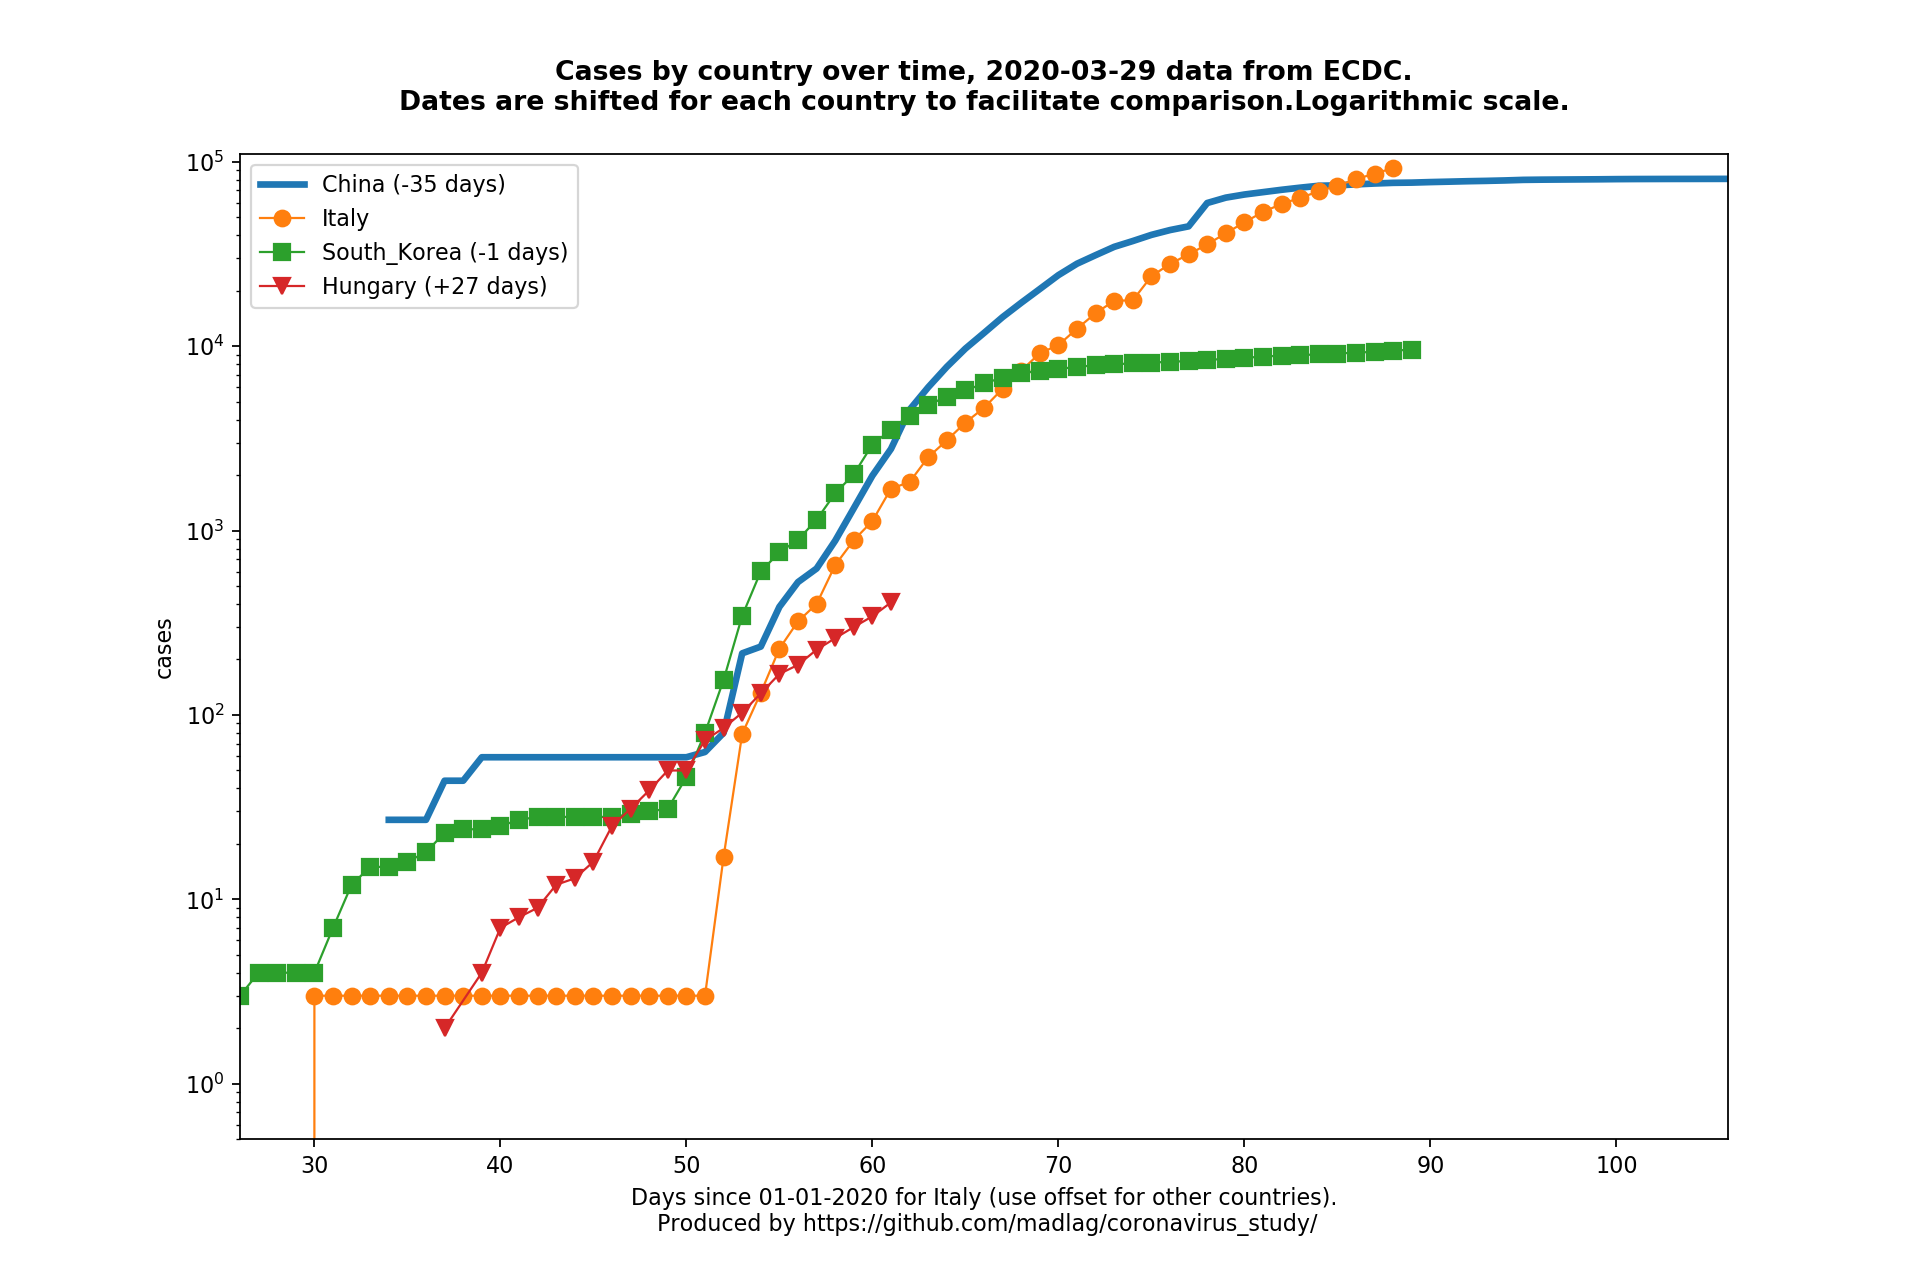 Cases by country over time, 2020-03-29 data from ECDC.
Dates are shifted for each country to facilitate comparison.Logarithmic scale.
10⁵
10⁴
10³
10²
10¹
10⁰
cases
China (-35 days)
Italy
South_Korea (-1 days)
Hungary (+27 days)
30 40 50 60 70 80 90 100
Days since 01-01-2020 for Italy (use offset for other countries).
Produced by https://github.com/madlag/coronavirus_study/